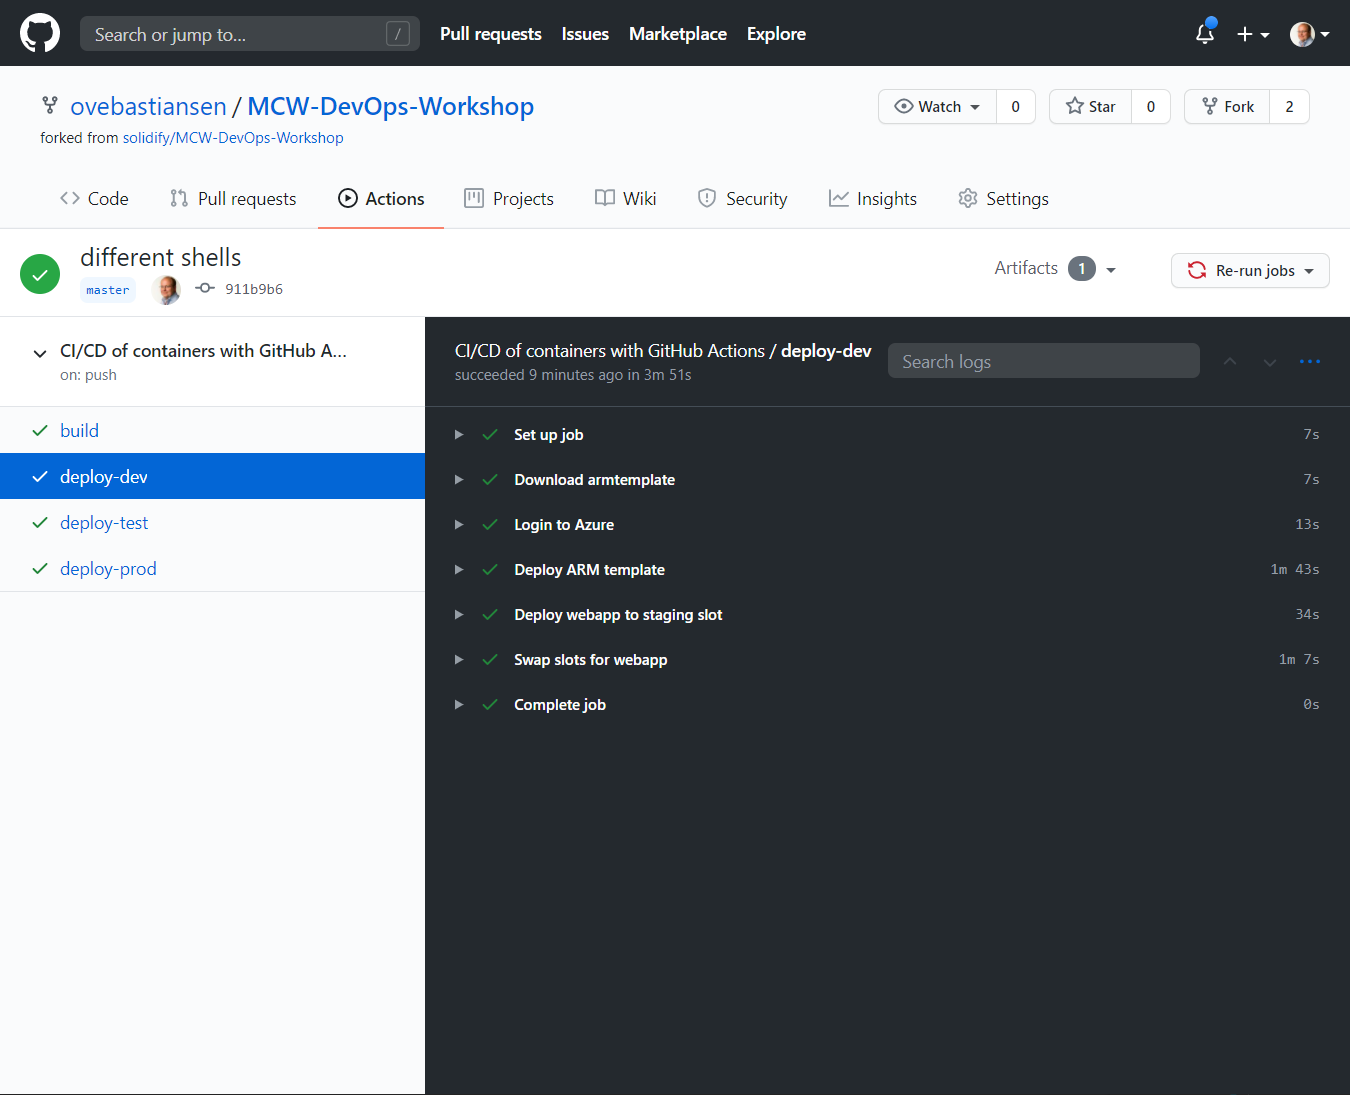 Search or jump to...
/
Pull requests
Issues
Marketplace
Explore
ovebastiansen / MCW-DevOps-Workshop
Watch
0
Star
0
Fork
2
forked from solidify/MCW-DevOps-Workshop
Code
Pull requests
Actions
Projects
Wiki
Security
Insights
Settings
different shells
master
911b9b6
Artifacts
1
Re-run jobs
CI/CD of containers with GitHub A...
on: push
build
deploy-dev
deploy-test
deploy-prod
CI/CD of containers with GitHub Actions / deploy-dev
succeeded 9 minutes ago in 3m 51s
Search logs
Set up job 7s
Download armtemplate 7s
Login to Azure 13s
Deploy ARM template 1m 43s
Deploy webapp to staging slot 34s
Swap slots for webapp 1m 7s
Complete job 0s